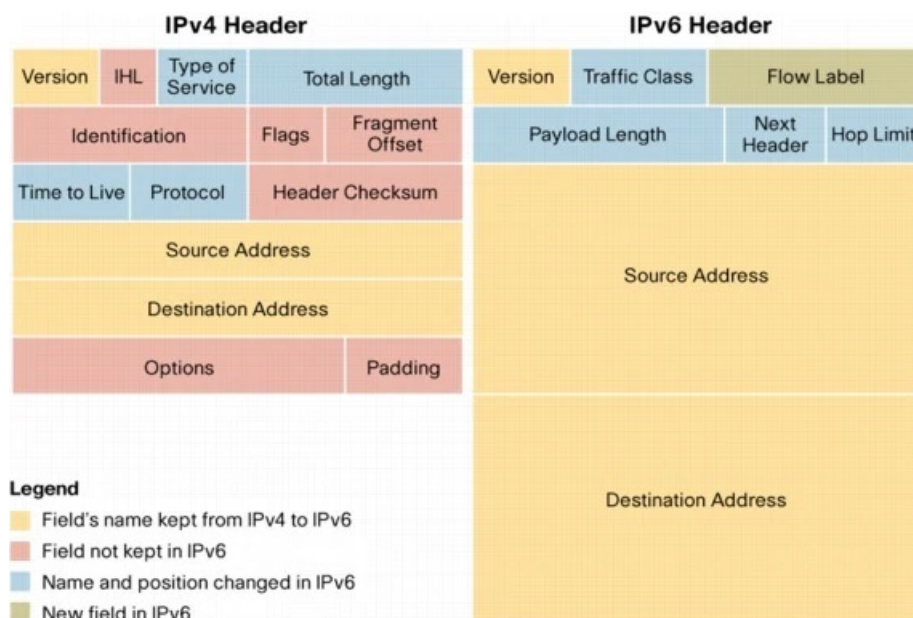 IPv4 Header
Version
IHL
Type of
Service
Total Length
Identification
Flags
Fragment
Offset
Time to Live
Protocol
Header Checksum
Source Address
Destination Address
Options
Padding
IPv6 Header
Version
Traffic Class
Flow Label
Payload Length
Next
Header
Hop Limit
Source Address
Destination Address
Legend
Field's name kept from IPv4 to IPv6
Field not kept in IPv6
Name and position changed in IPv6
New field in IPv6